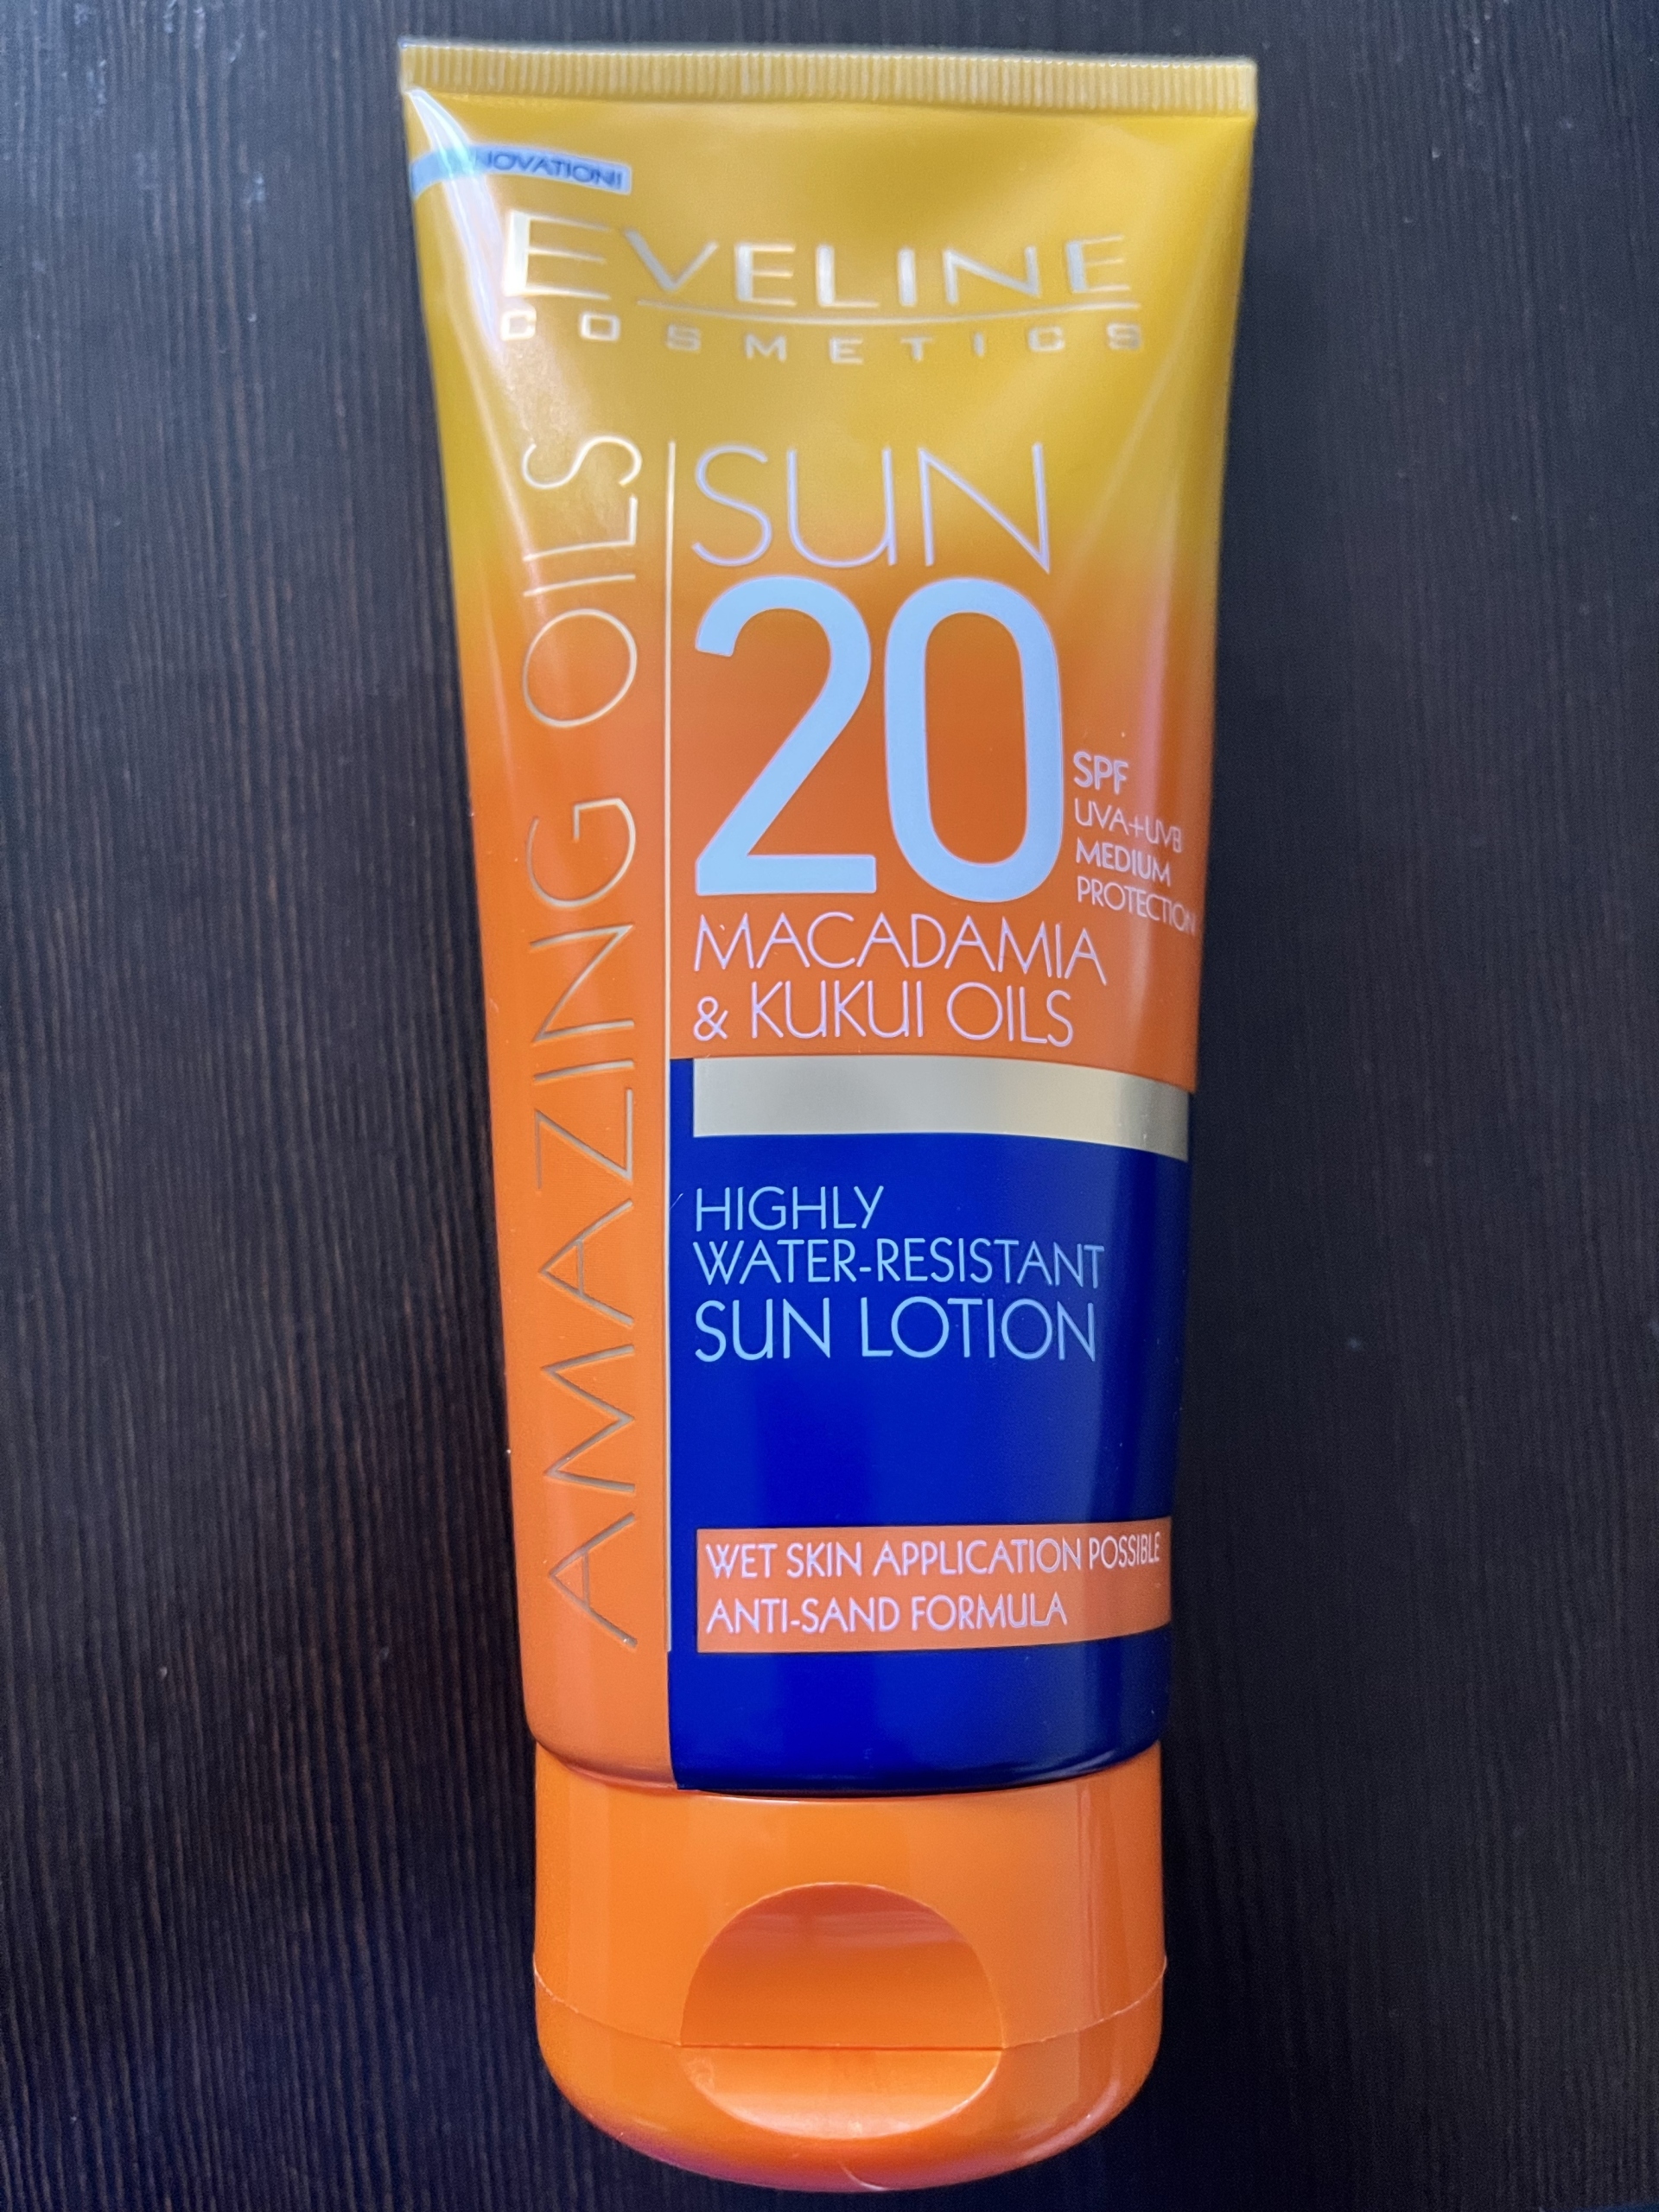 EVELINE
COSMETICS
AMAZING OILS
SUN
20
SPF
UVA+UVB
MEDIUM
PROTECTION
MACADAMIA
& KUKUI OILS
HIGHLY
WATER-RESISTANT
SUN LOTION
WET SKIN APPLICATION POSSIBLE
ANTI-SAND FORMULA